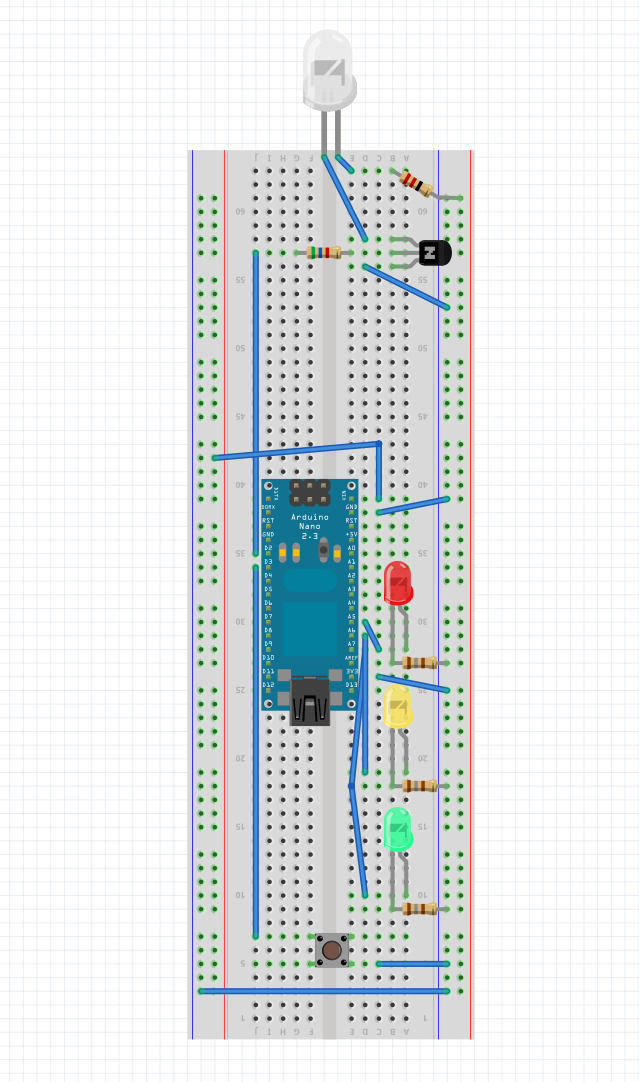 J I H G F E D C B A
60 60
55 55
50 50
45 45
40 40
ICSP NEN
D0RX GND
RST RST
GND +5V
D2 A0
D3 A1
D4 A2
D5 A3
D6 A4
D7 A5
D8 A6
D9 A7
D10 AREF
D11 3V3
D12 D13
Arduino
Nano
2.3
35 35
30 30
25 25
20 20
15 15
10 10
5 5
1 1
J I H G F E D C B A
N